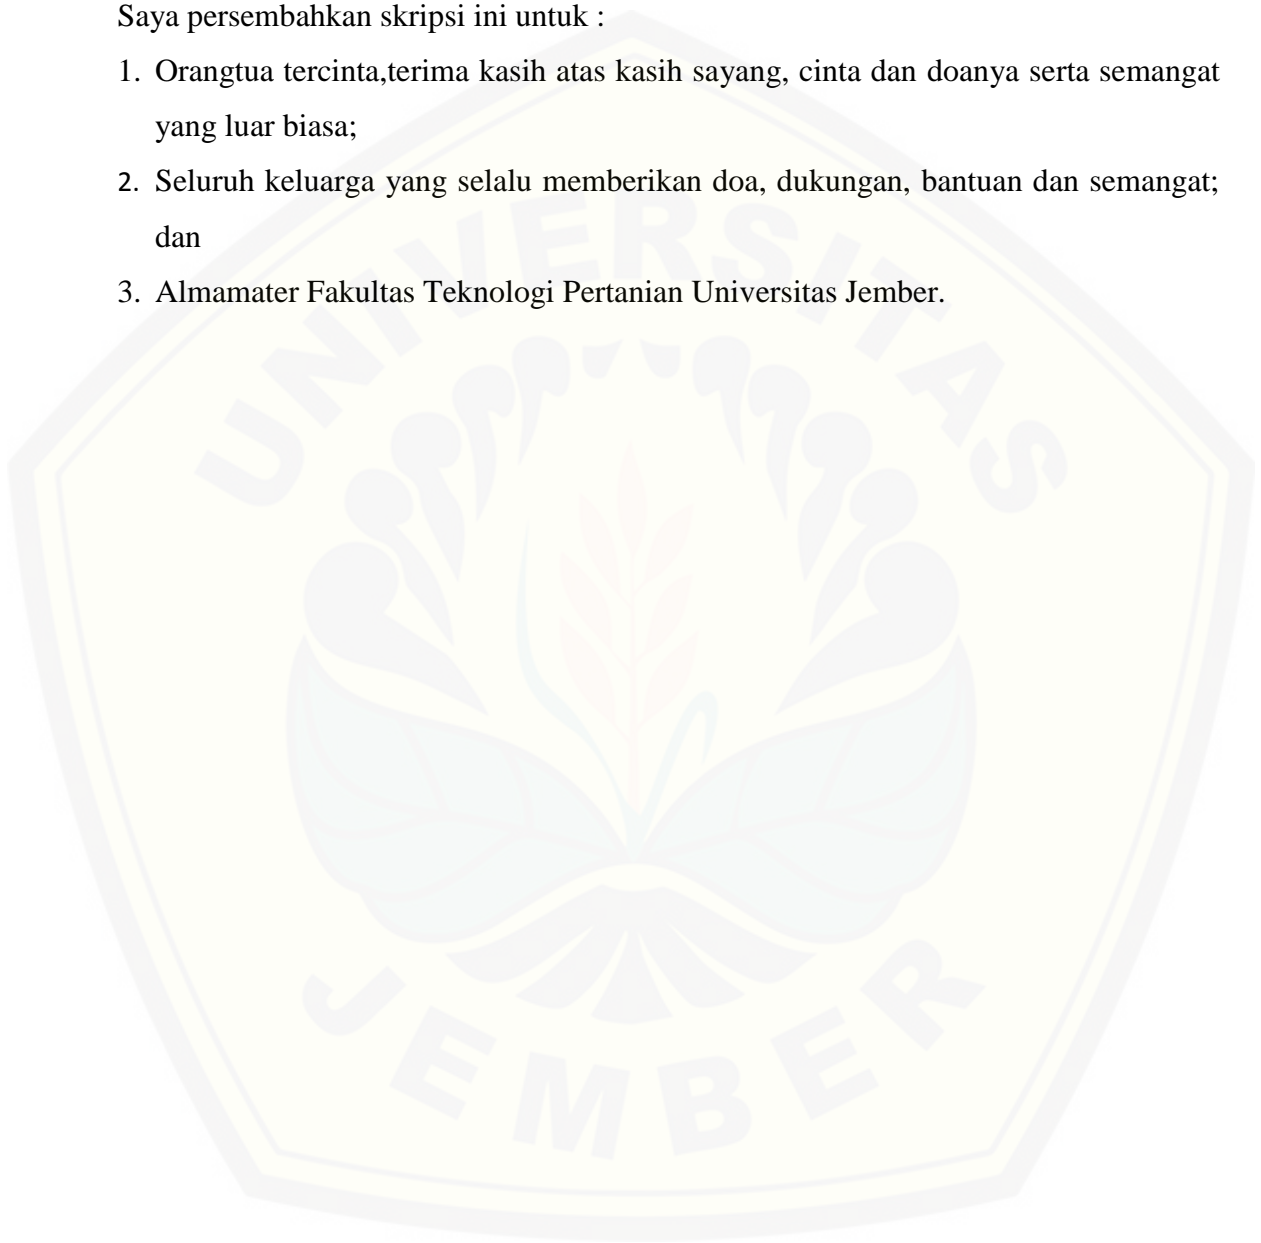 Saya persembahkan skripsi ini untuk :
1. Orangtua tercinta,terima kasih atas kasih sayang, cinta dan doanya serta semangat
yang luar biasa;
2. Seluruh keluarga yang selalu memberikan doa, dukungan, bantuan dan semangat;
dan
3. Almamater Fakultas Teknologi Pertanian Universitas Jember.
UNIVERSITAS
JEMBER